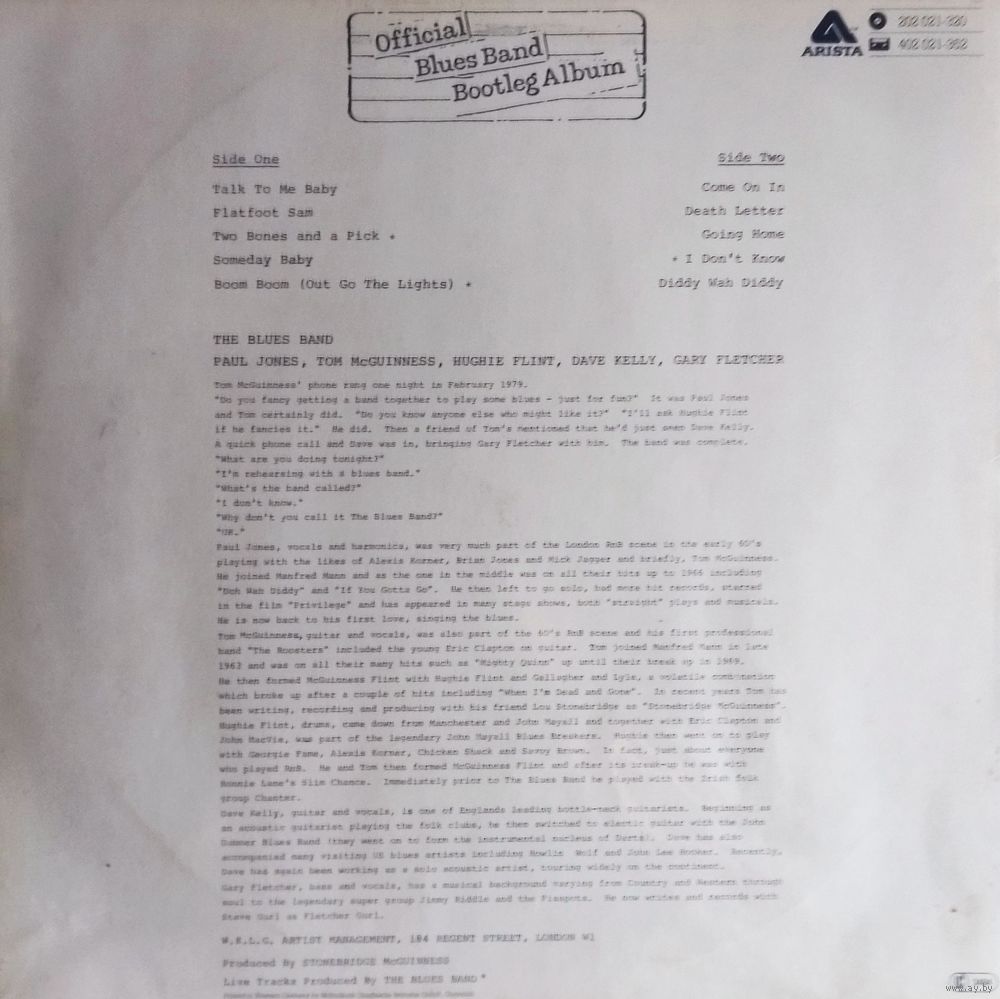 Official
Blues Band
Bootleg Album
ARISTA
202 021-320
402 021-352
Side One
Side Two
Talk To Me Baby
Come On In
Flatfoot Sam
Death Letter
Two Bones and a Pick *
Going Home
Someday Baby
* I Don't Know
Boom Boom (Out Go The Lights) *
Diddy Wah Diddy
THE BLUES BAND
PAUL JONES, TOM McGUINNESS, HUGHIE FLINT, DAVE KELLY, GARY FLETCHER
Tom McGuinness' phone rang one night in February 1979.
"Do you fancy getting a band together to play some blues - just for fun?" It was Paul Jones
and Tom certainly did. "Do you know anyone else who might like it?" "I'll ask Hughie Flint
if he fancies it." He did. Then a friend of Tom's mentioned that he'd just seen Dave Kelly.
A quick phone call and Dave was in, bringing Gary Fletcher with him. The band was complete.
"What are you doing tonight?"
"I'm rehearsing with a blues band."
"What's the band called?"
"I don't know."
"Why don't you call it The Blues Band?"
"OK."
Paul Jones, vocals and harmonica, was very much part of the London RnB scene in the early 60's
playing with the likes of Alexis Korner, Brian Jones and Mick Jagger and briefly, Tom McGuinness.
He joined Manfred Mann and as the one in the middle was on all their hits up to 1966 including
"Doh Wah Diddy" and "If You Gotta Go". He then left to go solo, had more hit records, starred
in the film "Privilege" and has appeared in many stage shows, both "straight" plays and musicals.
He is now back to his first love, singing the blues.
Tom McGuinness, guitar and vocals, was also part of the 60's RnB scene and his first professional
band "The Roosters" included the young Eric Clapton on guitar. Tom joined Manfred Mann in late
1963 and was on all their many hits such as "Mighty Quinn" up until their break up in 1969.
He then formed McGuinness Flint with Hughie Flint and Gallagher and Lyle, a volatile combination
which broke up after a couple of hits including "When I'm Dead and Gone". In recent years Tom has
been writing, recording and producing with his friend Lou Stonebridge as "Stonebridge McGuinness".
Hughie Flint, drums, came down from Manchester and John Mayall and together with Eric Clapton and
John MacVie, was part of the legendary John Mayall Blues Breakers. Hughie then went on to play
with Georgie Fame, Alexis Korner, Chicken Shack and Savoy Brown. In fact, just about everyone
who played RnB. He and Tom then formed McGuinness Flint and after its break-up he was with
Ronnie Lane's Slim Chance. Immediately prior to The Blues Band he played with the Irish folk
group Chanter.
Dave Kelly, guitar and vocals, is one of Englands leading bottle-neck guitarists. Beginning as
an acoustic guitarist playing the folk clubs, he then switched to electic guitar with the John
Dummer Blues Band (they went on to form the instrumental nucleus of Darts). Dave has also
accompanied many visiting US blues artists including Howlin Wolf and John Lee Hooker. Recently,
Dave has again been working as a solo acoustic artist, touring widely on the continent.
Gary Fletcher, bass and vocals, has a musical background varying from Country and Western through
soul to the legendary super group Jimmy Riddle and the Pisspots. He now writes and records with
Steve Gurl as Fletcher Gurl.
W.E.L.G. ARTIST MANAGEMENT, 184 REGENT STREET, LONDON W1
Produced by STONEBRIDGE McGUINNESS
Live Tracks Produced By THE BLUES BAND *
www.ay.by